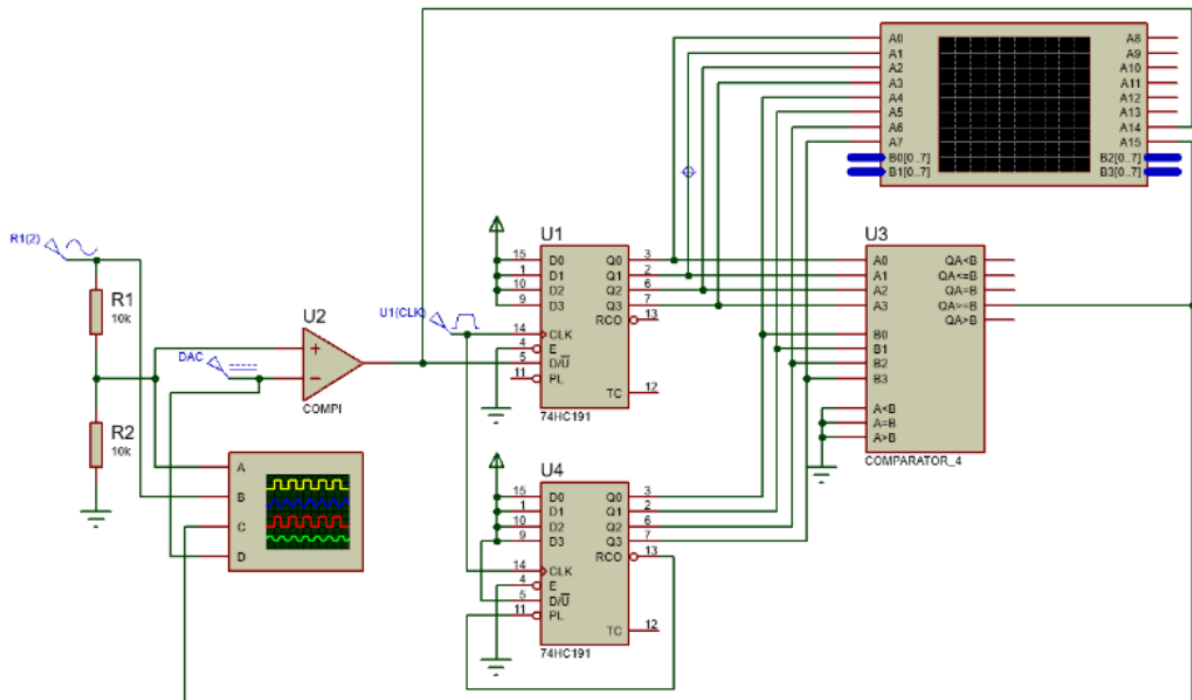 A0
A1
A2
A3
A4
A5
A6
A7
B0[0..7]
B1[0..7]
A8
A9
A10
A11
A12
A13
A14
A15
B2[0..7]
B3[0..7]
R1(2)
R1
10k
R2
10k
DAC
U2
COMPI
A
B
C
D
U1(CLK)
U1
15 D0 Q0 3
1 D1 Q1 2
10 D2 Q2 6
9 D3 Q3 7
RCO 13
14 CLK
4 E
5 D/U
11 PL
TC 12
74HC191
U4
15 D0 Q0 3
1 D1 Q1 2
10 D2 Q2 6
9 D3 Q3 7
RCO 13
14 CLK
4 E
5 D/U
11 PL
TC 12
74HC191
U3
A0 QA<B
A1 QA<=B
A2 QA=B
A3 QA>=B
QA>B
B0
B1
B2
B3
A<B
A=B
A>B
COMPARATOR_4